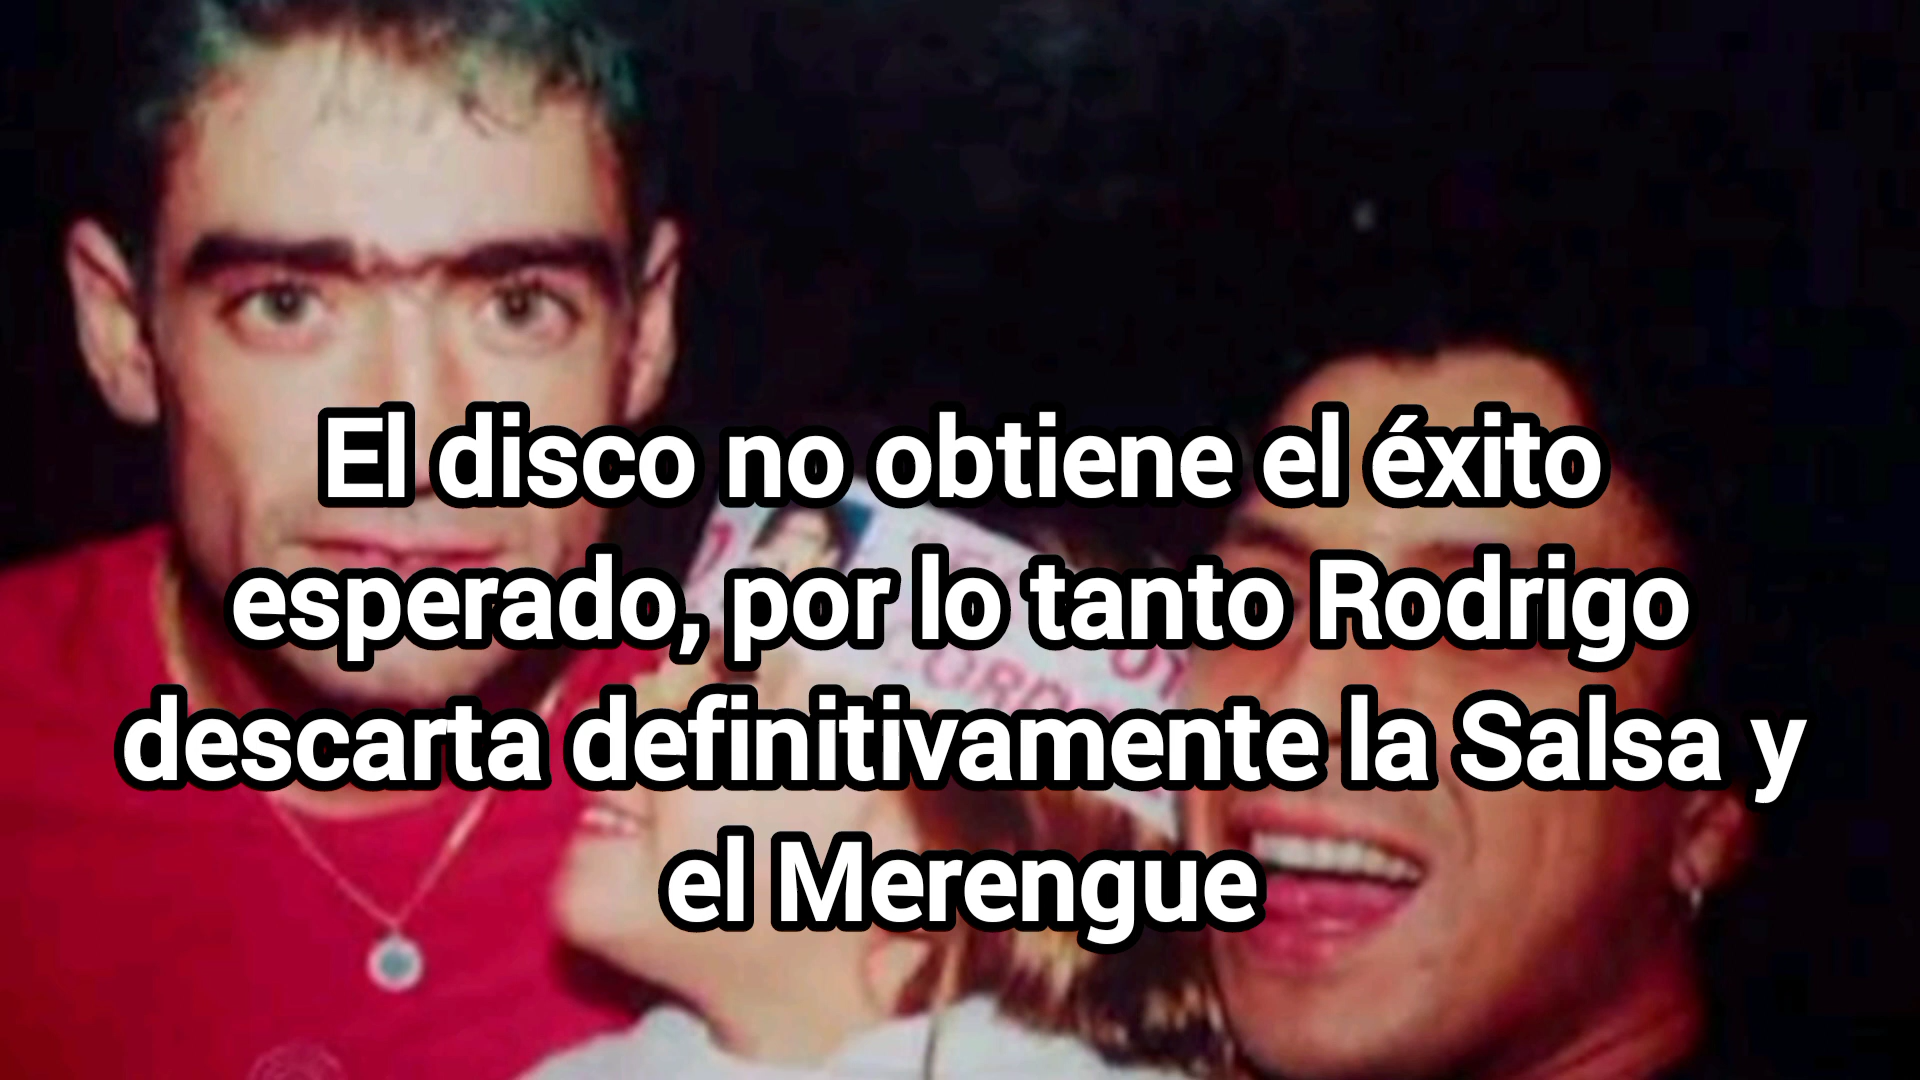 El disco no obtiene el éxito
esperado, por lo tanto Rodrigo
descarta definitivamente la Salsa y
el Merengue